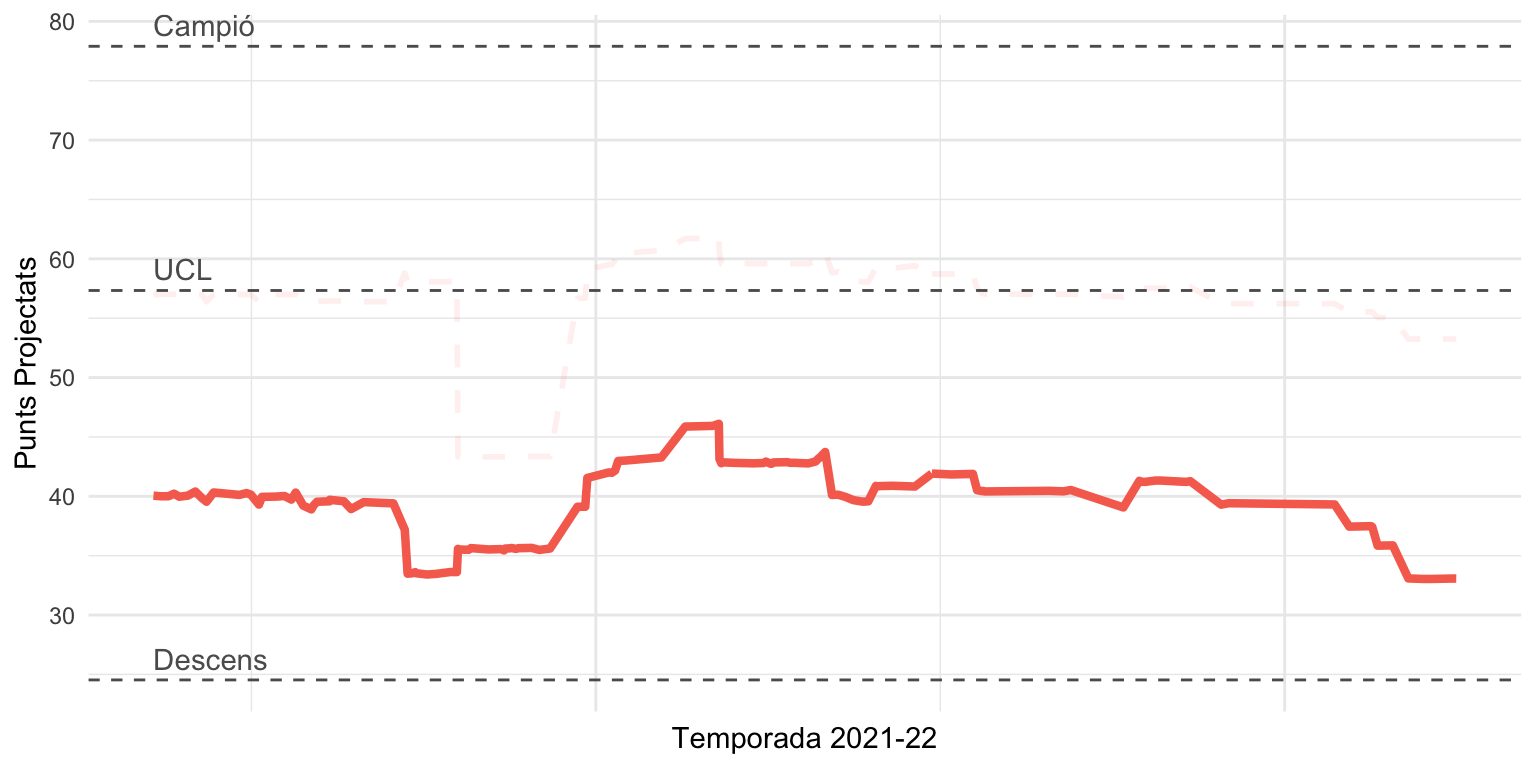 80
Campió
70
60
UCL
50
40
30
Descens
Punts Projectats
Temporada 2021-22